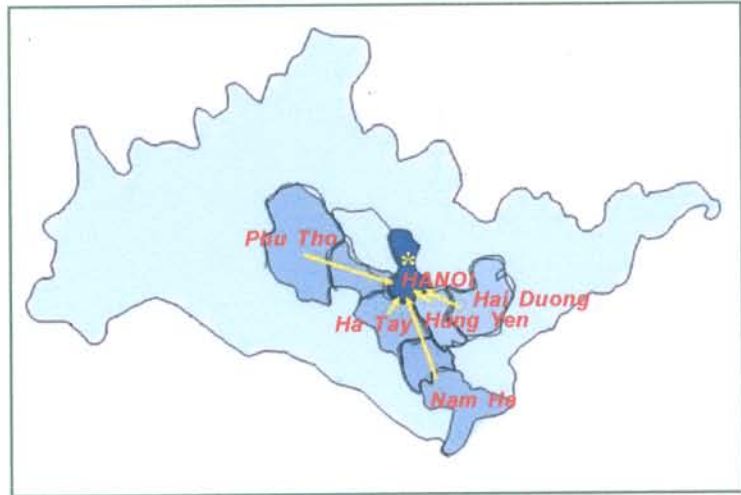 Phu Tho
*
HANOI
Hai Duong
Ha Tay
Hung Yen
Nam Ha